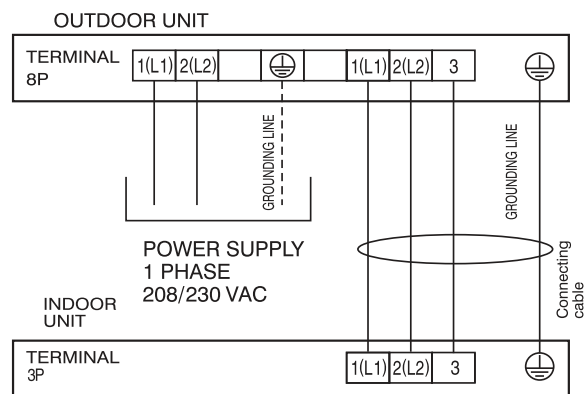 OUTDOOR UNIT
TERMINAL
8P
1(L1) 2(L2) 1(L1) 2(L2) 3
GROUNDING LINE
GROUNDING LINE
POWER SUPPLY
1 PHASE
208/230 VAC
Connecting
cable
INDOOR
UNIT
TERMINAL
3P
1(L1) 2(L2) 3